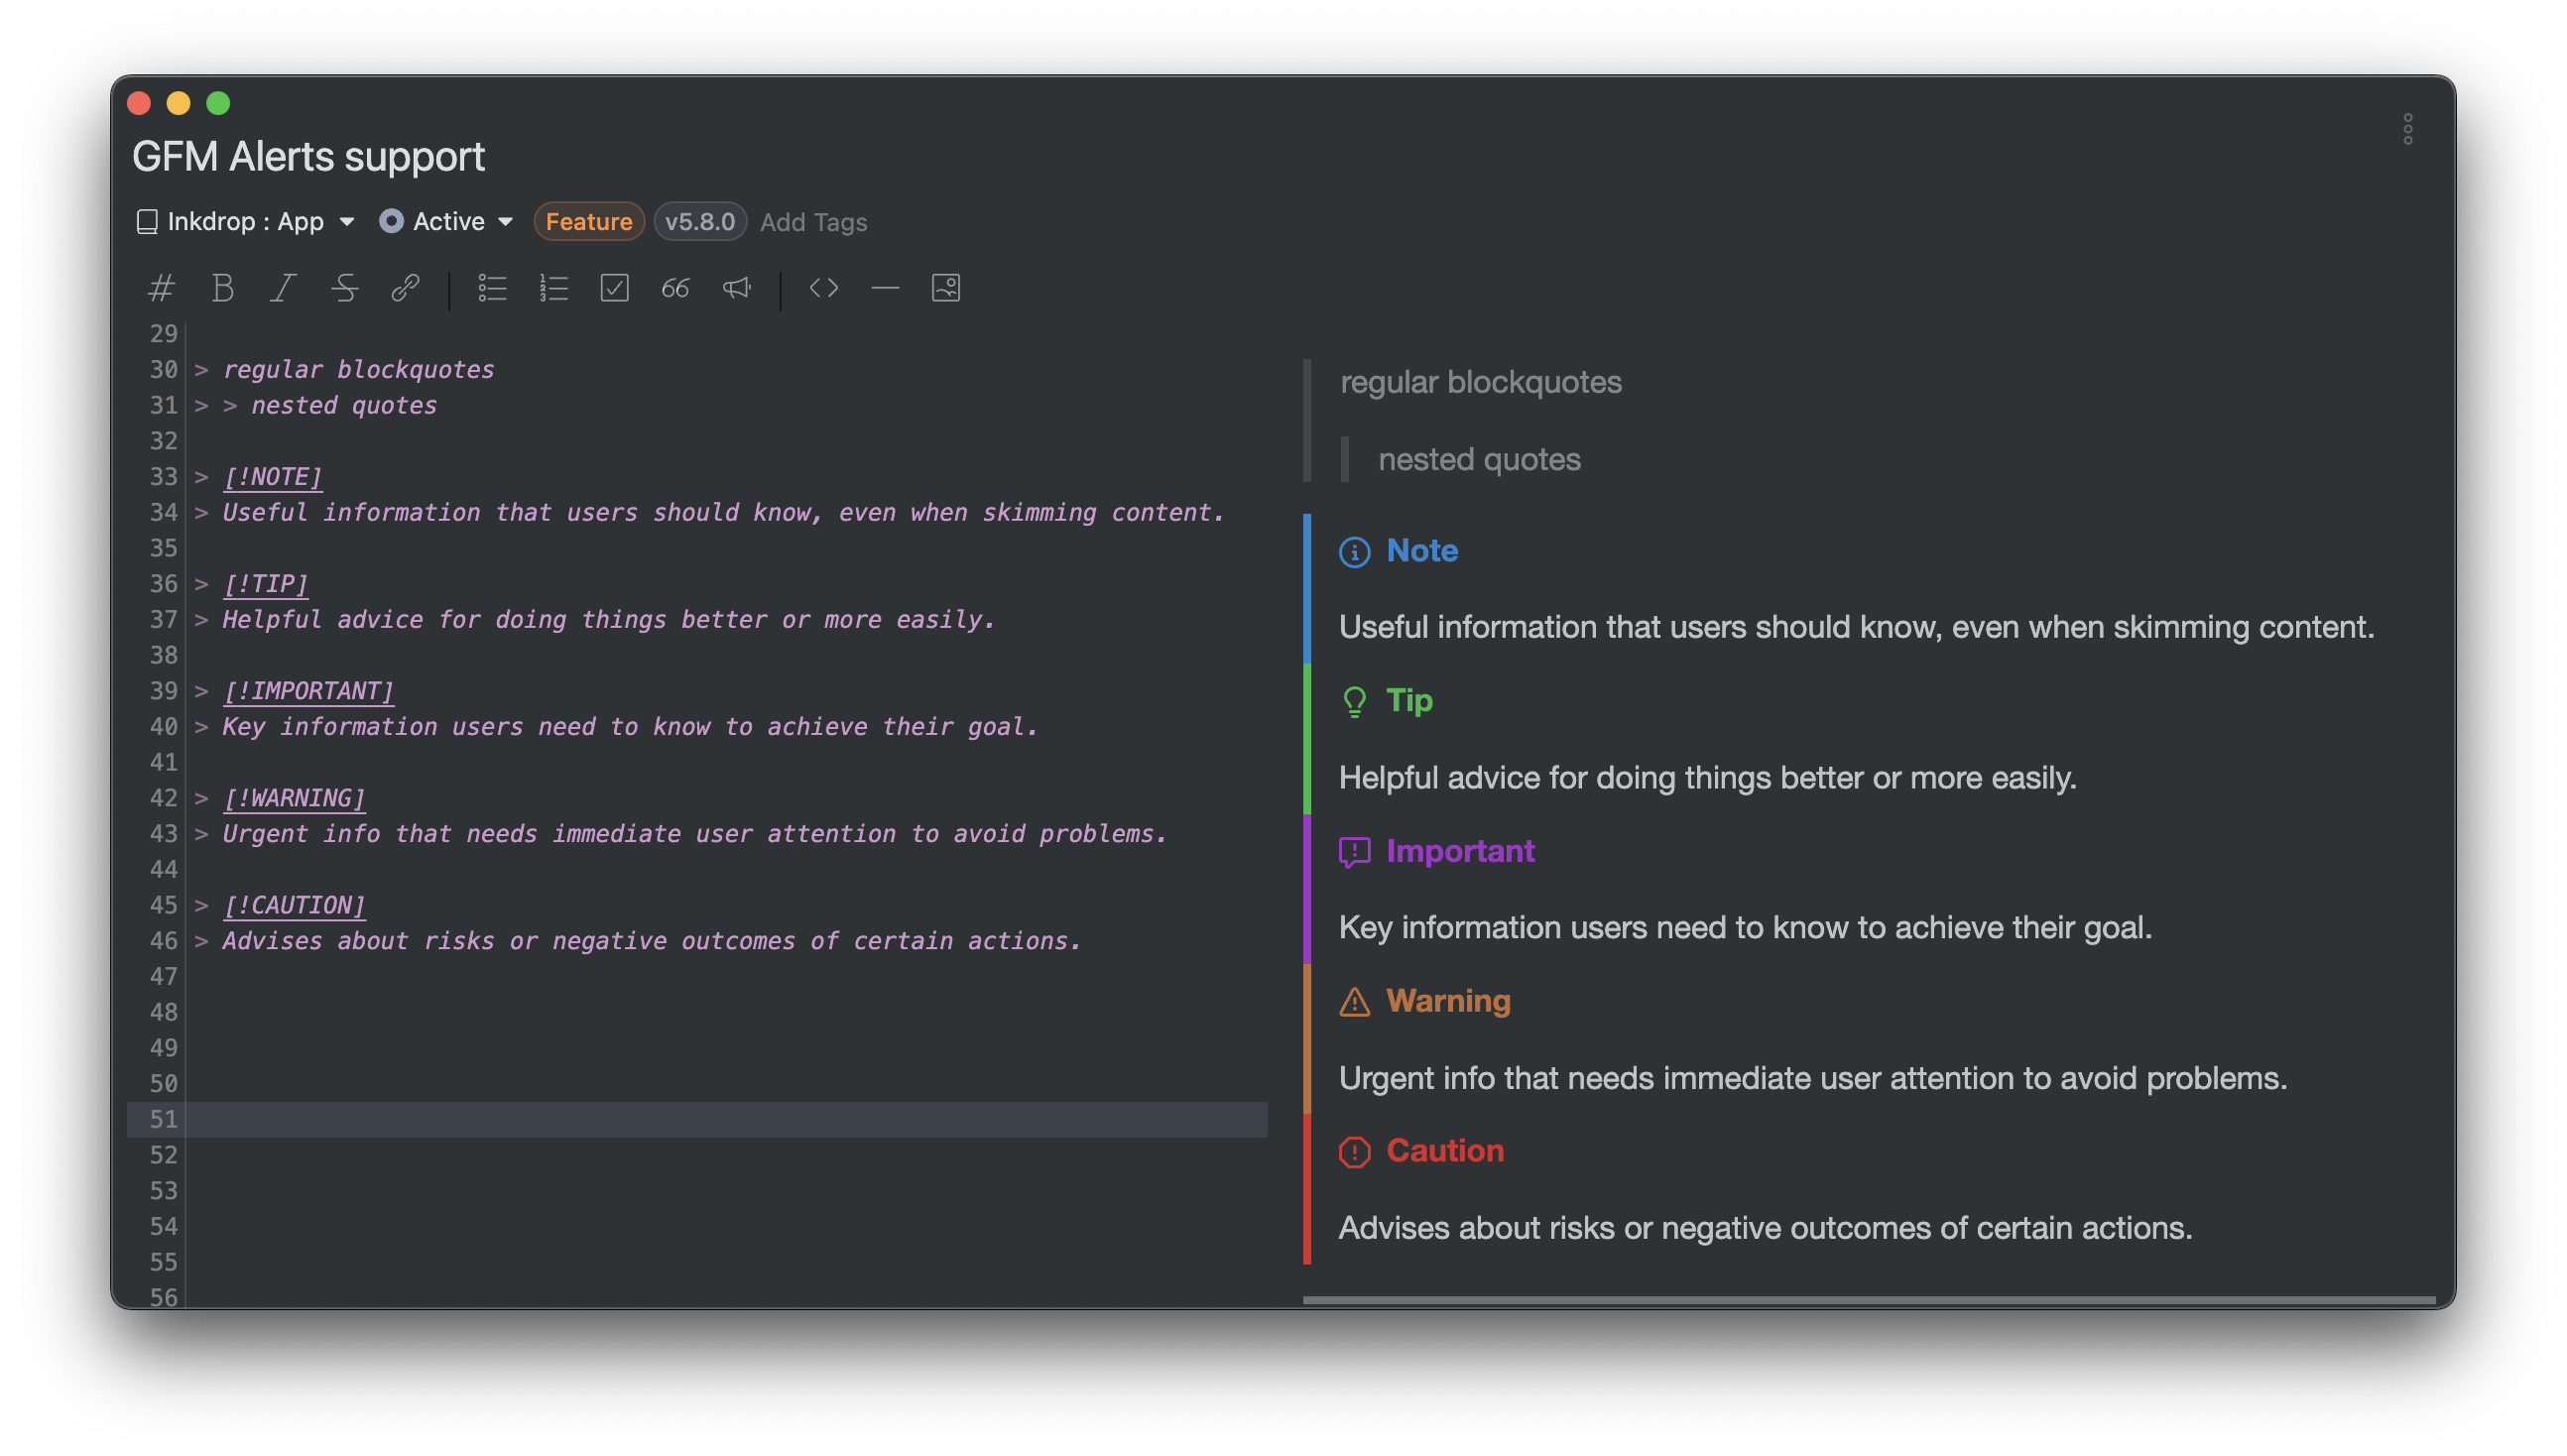 GFM Alerts support
Inkdrop : App Active Feature v5.8.0 Add Tags
29
30 > regular blockquotes
31 > > nested quotes
32
33 > [!NOTE]
34 > Useful information that users should know, even when skimming content.
35
36 > [!TIP]
37 > Helpful advice for doing things better or more easily.
38
39 > [!IMPORTANT]
40 > Key information users need to know to achieve their goal.
41
42 > [!WARNING]
43 > Urgent info that needs immediate user attention to avoid problems.
44
45 > [!CAUTION]
46 > Advises about risks or negative outcomes of certain actions.
47
48
49
50
51
52
53
54
55
56
regular blockquotes
nested quotes
Note
Useful information that users should know, even when skimming content.
Tip
Helpful advice for doing things better or more easily.
Important
Key information users need to know to achieve their goal.
Warning
Urgent info that needs immediate user attention to avoid problems.
Caution
Advises about risks or negative outcomes of certain actions.